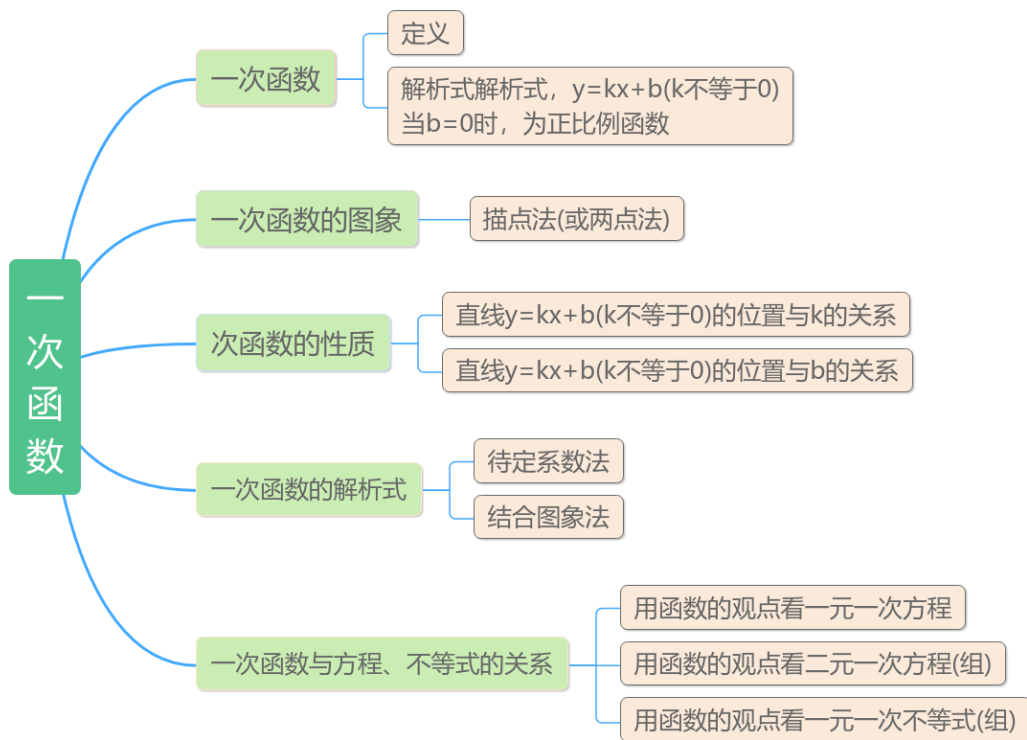 一次函数
一次函数
定义
解析式解析式，y=kx+b(k不等于0)
当b=0时，为正比例函数
一次函数的图象
描点法(或两点法)
次函数的性质
直线y=kx+b(k不等于0)的位置与k的关系
直线y=kx+b(k不等于0)的位置与b的关系
一次函数的解析式
待定系数法
结合图象法
一次函数与方程、不等式的关系
用函数的观点看一元一次方程
用函数的观点看二元一次方程(组)
用函数的观点看一元一次不等式(组)